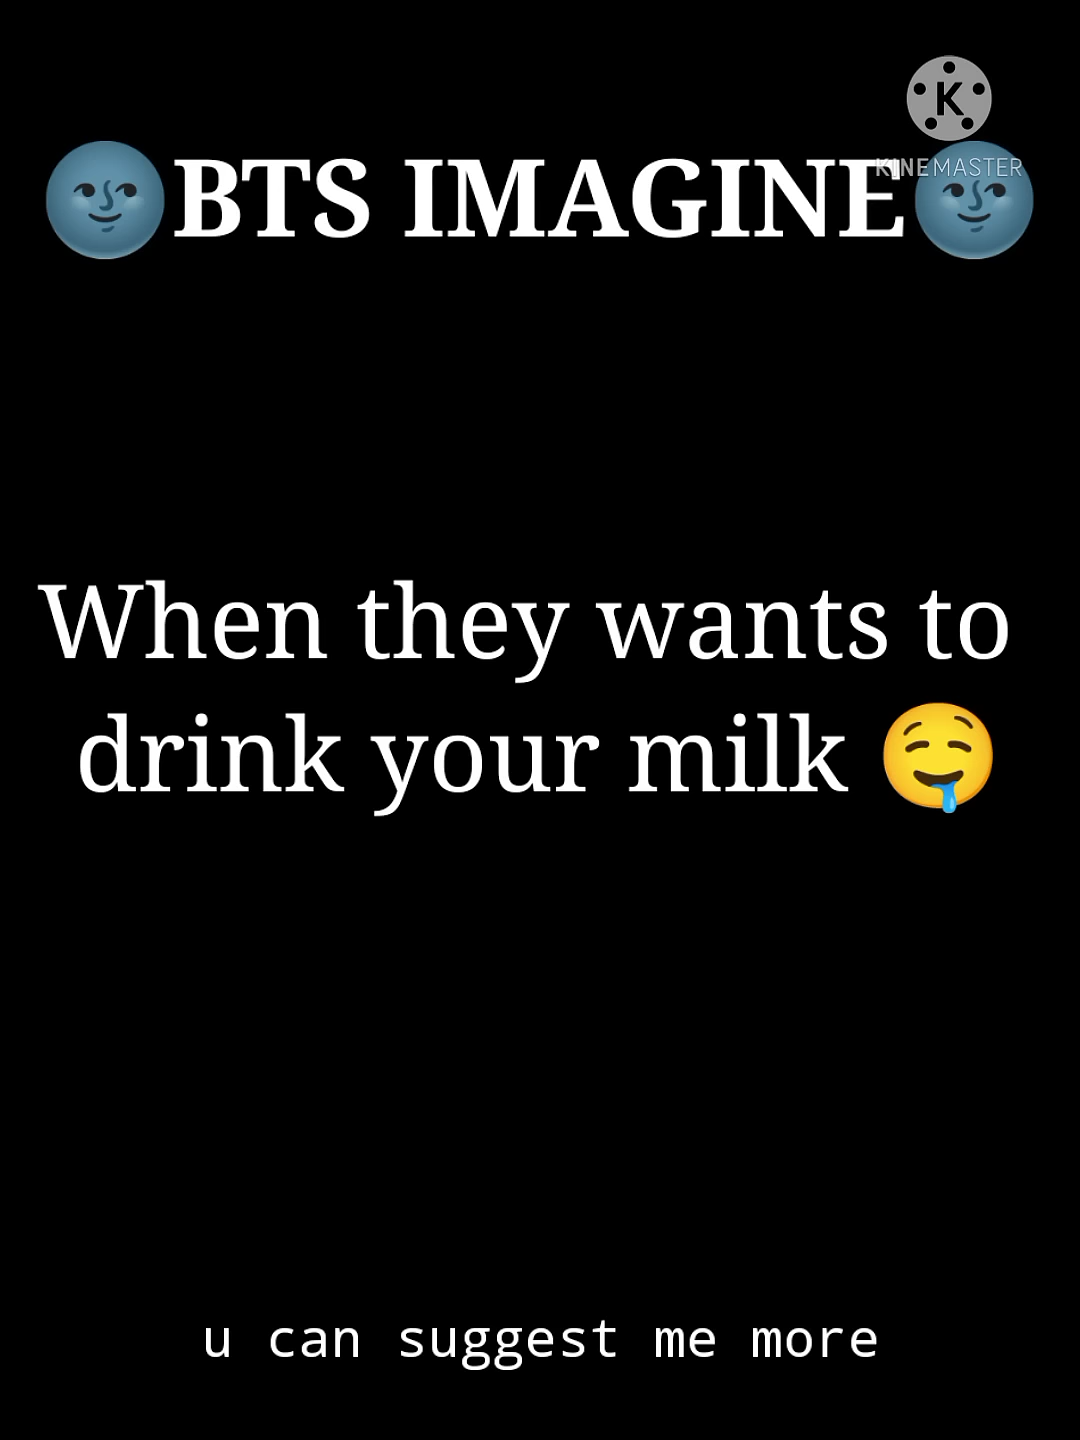 K
KINEMASTER
🌚BTS IMAGINE🌚
When they wants to
drink your milk 🤤
u can suggest me more